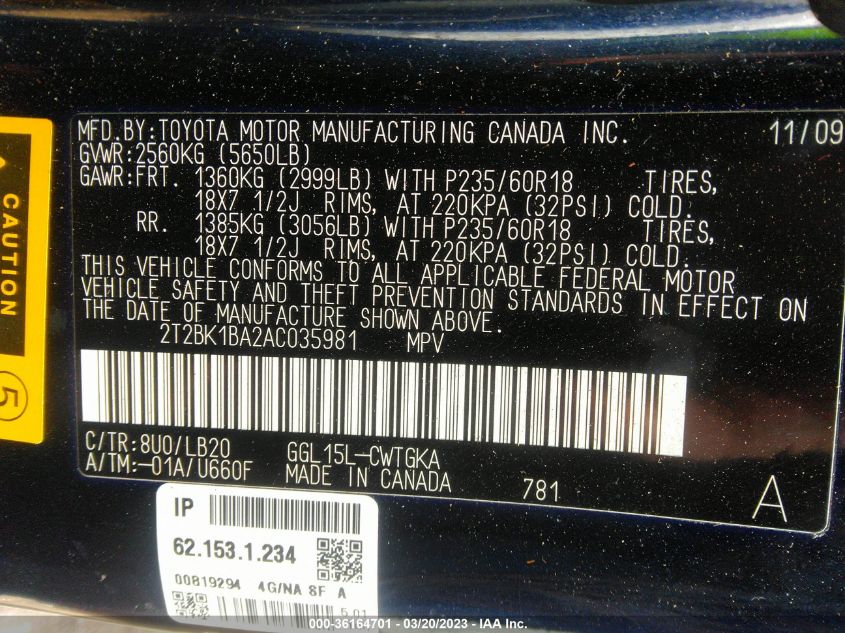 MFD.BY:TOYOTA MOTOR MANUFACTURING CANADA INC. 11/09
GVWR:2560KG (5650LB)
GAWR:FRT. 1360KG (2999LB) WITH P235/60R18 TIRES,
18X7 1/2J RIMS, AT 220KPA (32PSI) COLD.
RR. 1385KG (3056LB) WITH P235/60R18 TIRES,
18X7 1/2J RIMS, AT 220KPA (32PSI) COLD.
THIS VEHICLE CONFORMS TO ALL APPLICABLE FEDERAL MOTOR
VEHICLE SAFETY AND THEFT PREVENTION STANDARDS IN EFFECT ON
THE DATE OF MANUFACTURE SHOWN ABOVE.
2T2BK1BA2AC035981 MPV
C/TR:8U0/LB20 GGL15L-CWTGKA
A/TM:-01A/U660F MADE IN CANADA 781 A
CAUTION
5
IP
62.153.1.234
00819294 4G/NA 8F A
5.01
000-36164701 - 03/20/2023 - IAA Inc.